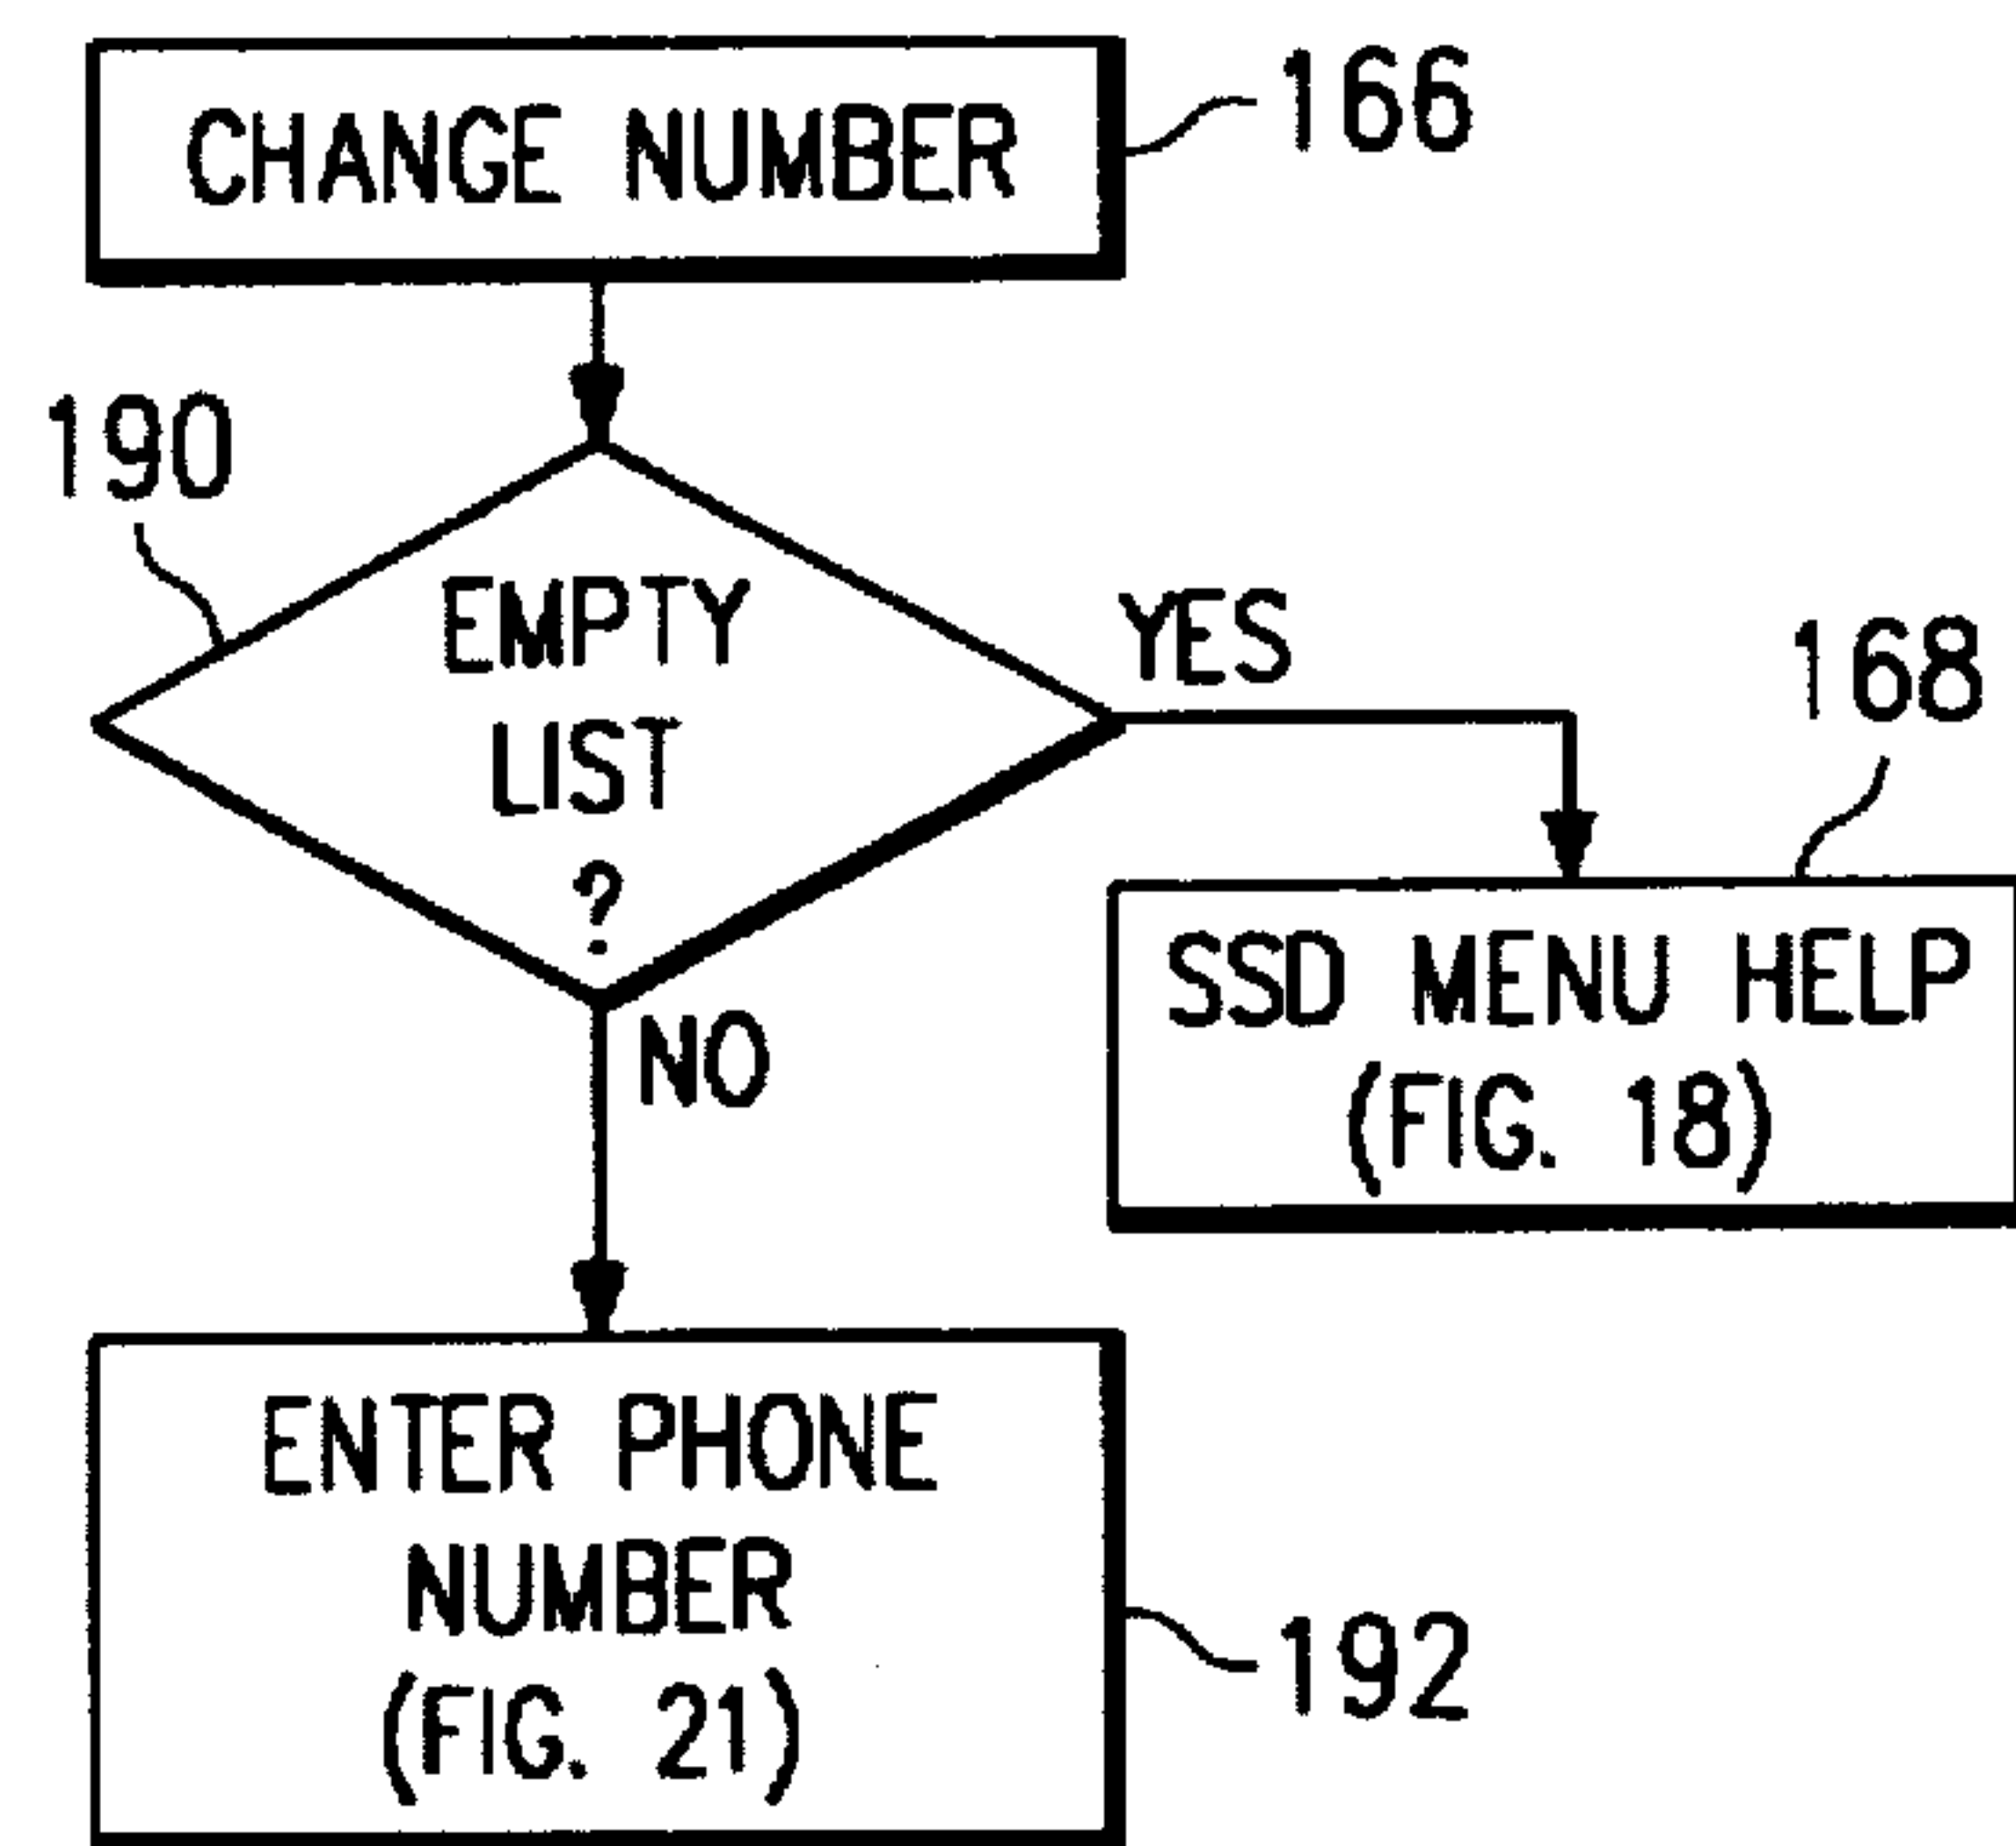 CHANGE NUMBER
166
190
EMPTY
LIST
?
YES
168
SSD MENU HELP
(FIG. 18)
NO
ENTER PHONE
NUMBER
(FIG. 21)
192